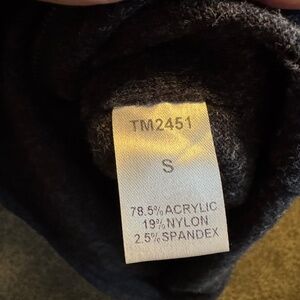 TM2451
S
78.5%ACRYLIC
19%NYLON
2.5%SPANDEX